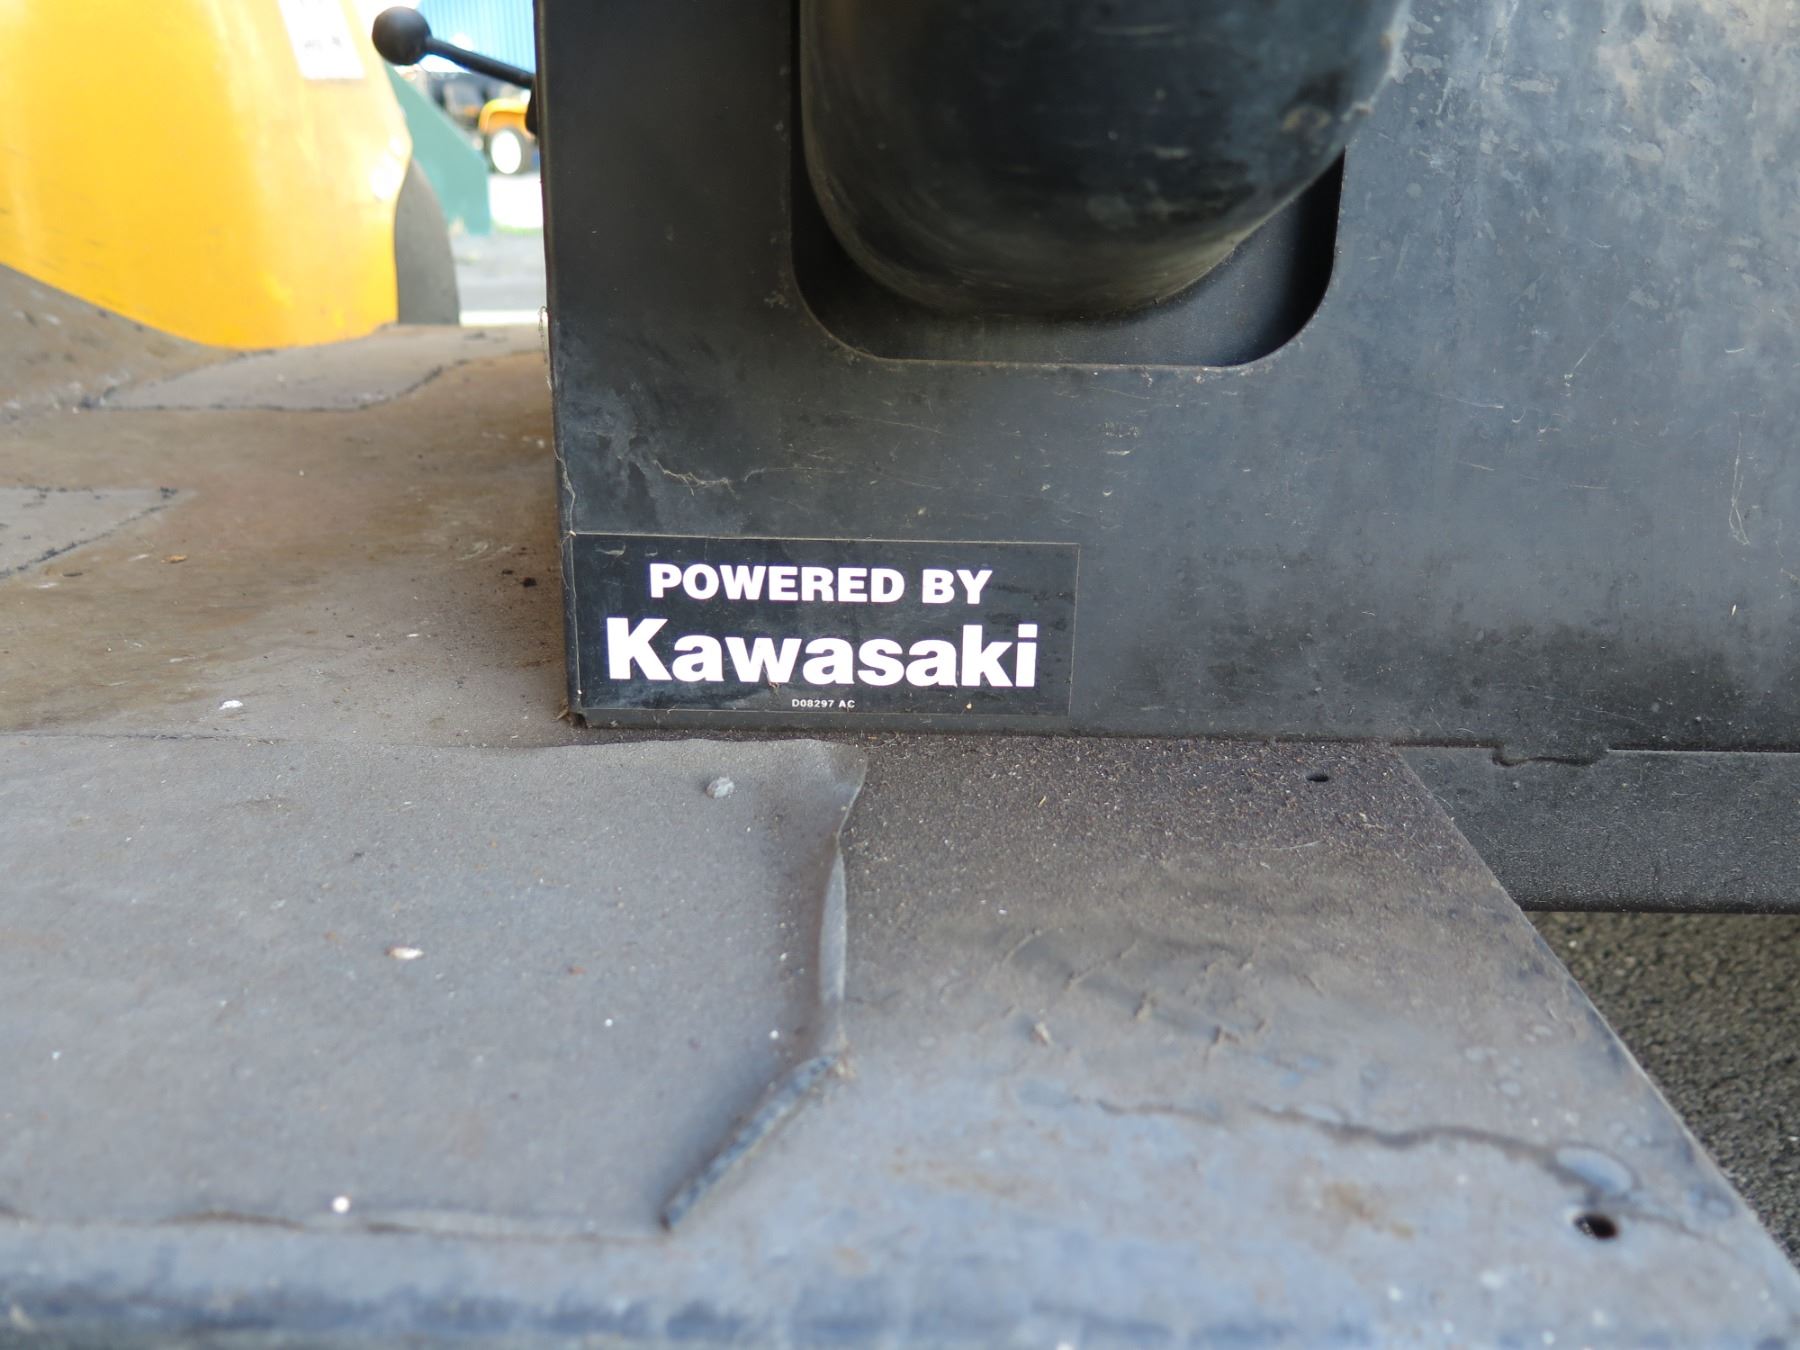 POWERED BY
Kawasaki
D08297 AC